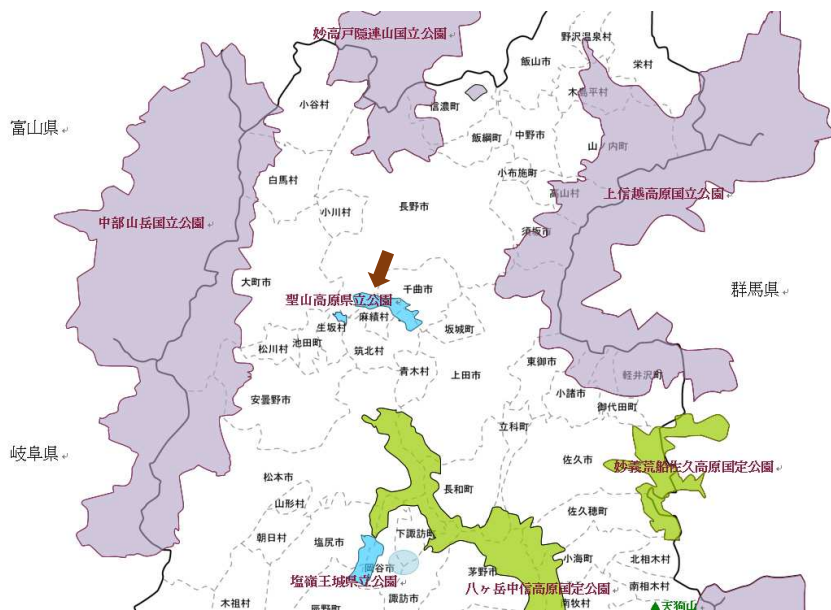 妙高戸隠連山国立公園
野沢温泉村
栄村
飯山市
木島平村
小谷村
信濃町
富山県
飯綱町
中野市
山ノ内町
小布施町
白馬村
高山村
上信越高原国立公園
小川村
長野市
中部山岳国立公園
須坂市
大町市
千曲市
群馬県
聖山高原県立公園
麻績村
生坂村
坂城町
池田町
松川村
筑北村
東御市
青木村
上田市
軽井沢町
小諸市
安曇野市
御代田町
立科町
岐阜県
佐久市
妙義荒船佐久高原国定公園
松本市
長和町
山形村
佐久穂町
朝日村
塩尻市
下諏訪町
小海町
北相木村
岡谷市
茅野市
塩嶺王城県立公園
八ヶ岳中信高原国定公園
南相木村
木祖村
辰野町
諏訪市
南牧村
▲天狗山